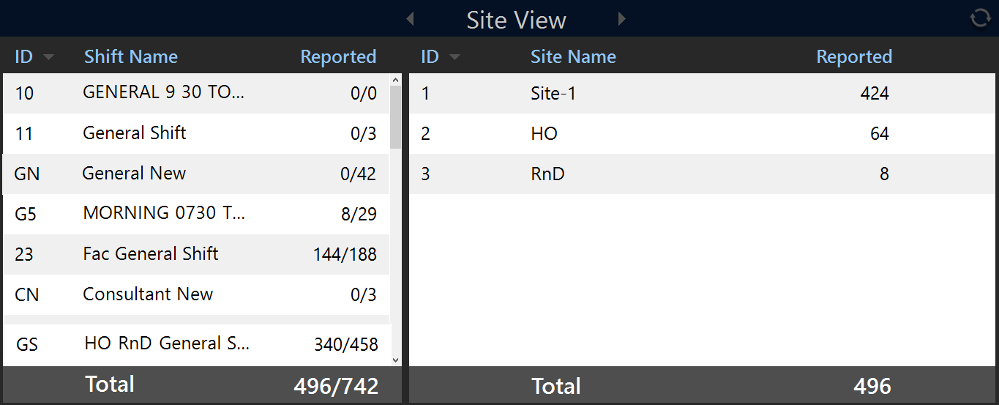 Site View
ID Shift Name Reported
10 GENERAL 9 30 TO... 0/0
11 General Shift 0/3
GN General New 0/42
G5 MORNING 0730 T... 8/29
23 Fac General Shift 144/188
CN Consultant New 0/3
GS HO RnD General S... 340/458
Total 496/742
ID Site Name Reported
1 Site-1 424
2 HO 64
3 RnD 8
Total 496